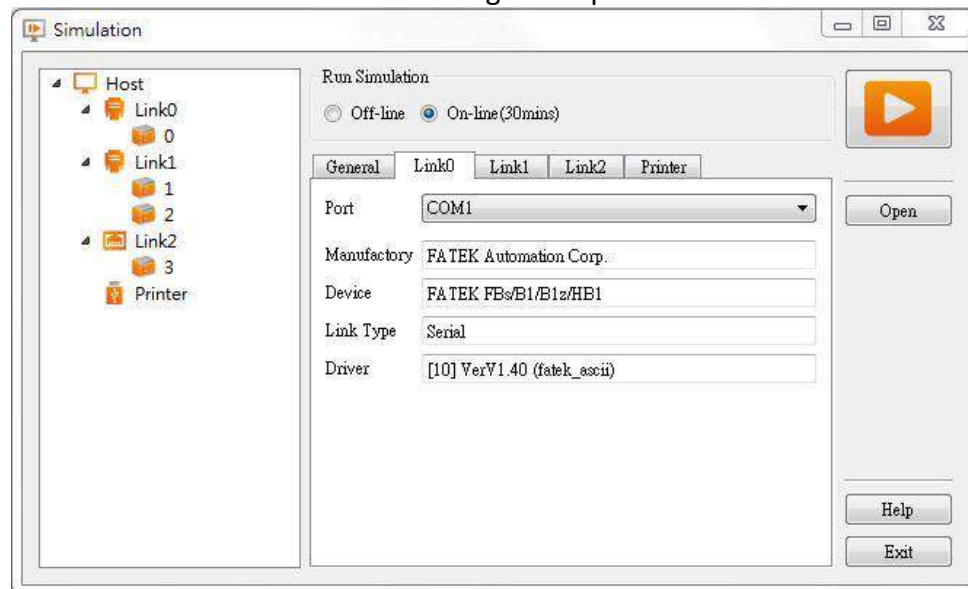 Simulation
Host
Link0
0
Link1
1
2
Link2
3
Printer
Run Simulation
Off-line On-line(30mins)
General Link0 Link1 Link2 Printer
Port COM1
Manufactory FATEK Automation Corp.
Device FATEK FBs/B1/B1z/HB1
Link Type Serial
Driver [10] VerV1.40 (fatek_ascii)
Open
Help
Exit